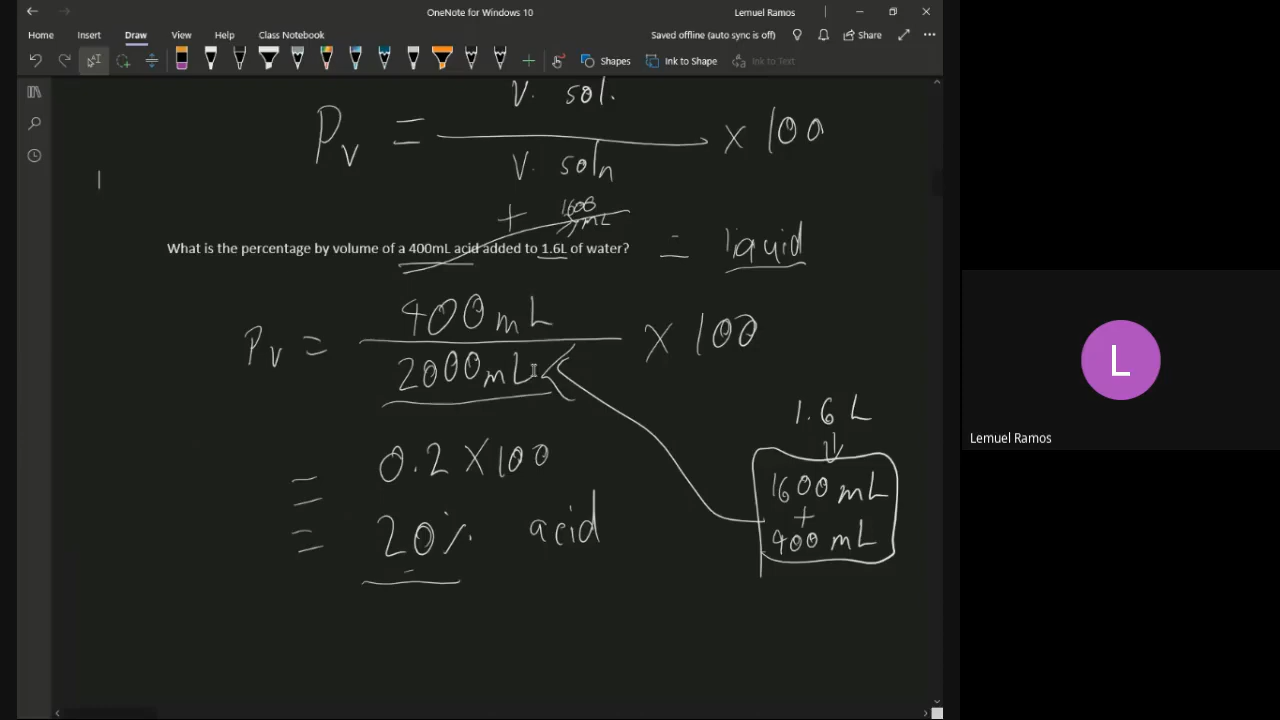 OneNote for Windows 10
Lemuel Ramos
Home Insert Draw View Help Class Notebook
Saved offline (auto sync is off)
Share
Shapes
Ink to Shape
Ink to Text
V. sol.
Pv = ――― x 100
V. soln
+ 1600 mL
What is the percentage by volume of a 400mL acid added to 1.6L of water?
= liquid
400 mL
Pv = ――― x 100
2000 mL
1.6 L
= 0.2 x 100
1600 mL
+
400 mL
= 20% acid
L
Lemuel Ramos